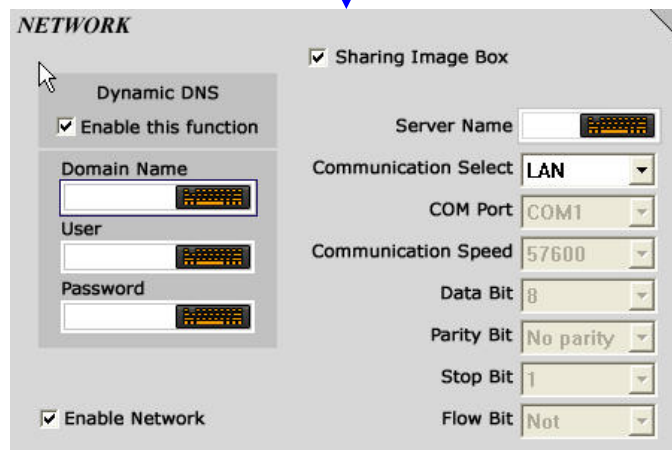 NETWORK
Sharing Image Box
Dynamic DNS
Enable this function
Domain Name
User
Password
Enable Network
Server Name
Communication Select LAN
COM Port COM1
Communication Speed 57600
Data Bit 8
Parity Bit No parity
Stop Bit 1
Flow Bit Not